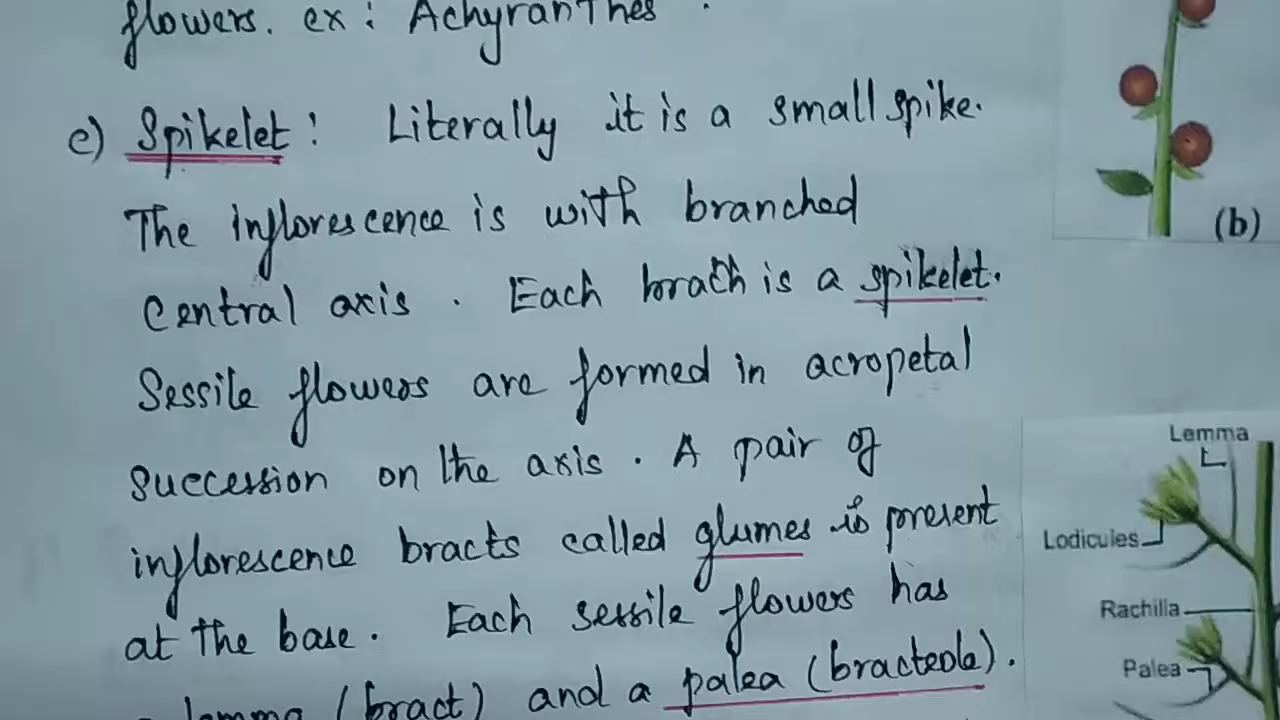 flowers. ex: Achyranthes.
c) Spikelet: Literally it is a small spike.
The inflorescence is with branched
Central axis. Each brach is a spikelet.
Sessile flowers are formed in acropetal
Succession on the axis. A pair of
inflorescence bracts called glumes is present
at the base. Each sessile flowers has
a lemma (bract) and a palea (bracteole).
(b)
Lemma
Lodicules
Rachilla
Palea